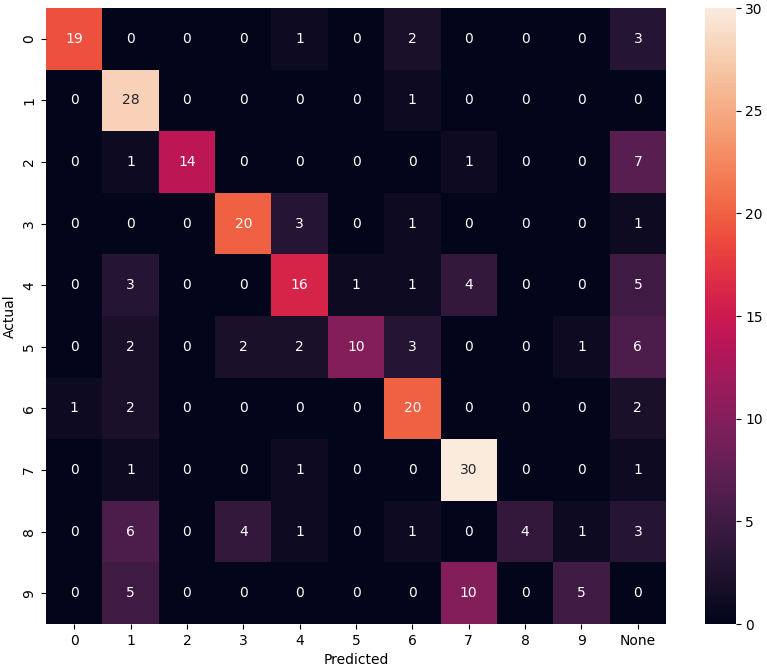 0 19 0 0 0 1 0 2 0 0 0 3
1 0 28 0 0 0 0 1 0 0 0 0
2 0 1 14 0 0 0 0 1 0 0 7
3 0 0 0 20 3 0 1 0 0 0 1
4 0 3 0 0 16 1 1 4 0 0 5
5 0 2 0 2 2 10 3 0 0 1 6
6 1 2 0 0 0 0 20 0 0 0 2
7 0 1 0 0 1 0 0 30 0 0 1
8 0 6 0 4 1 0 1 0 4 1 3
9 0 5 0 0 0 0 0 10 0 5 0
0 1 2 3 4 5 6 7 8 9 None
Predicted
Actual
30
25
20
15
10
5
0